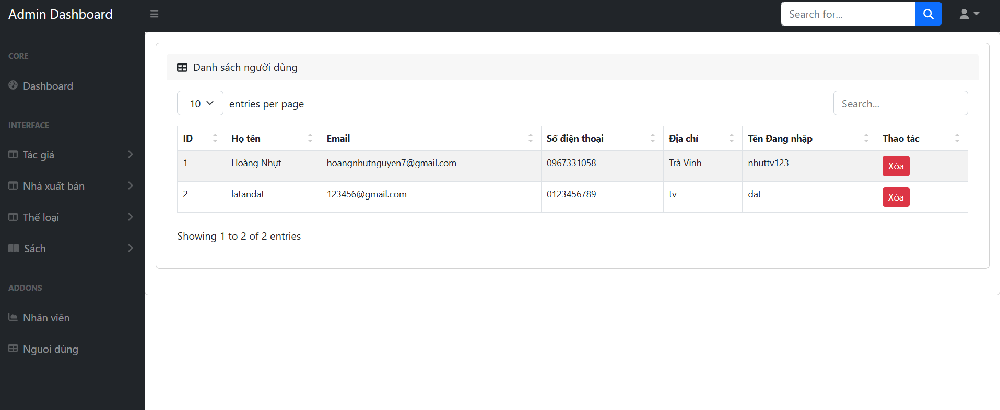 Admin Dashboard
Search for...
CORE
Dashboard
INTERFACE
Tác giả
Nhà xuất bản
Thể loại
Sách
ADDONS
Nhân viên
Nguoi dùng
Danh sách người dùng
10 entries per page
Search...
ID Họ tên Email Số điện thoại Địa chỉ Tên Đang nhập Thao tác
1 Hoàng Nhựt hoangnhutnguyen7@gmail.com 0967331058 Trà Vinh nhuttv123 Xóa
2 latandat 123456@gmail.com 0123456789 tv dat Xóa
Showing 1 to 2 of 2 entries